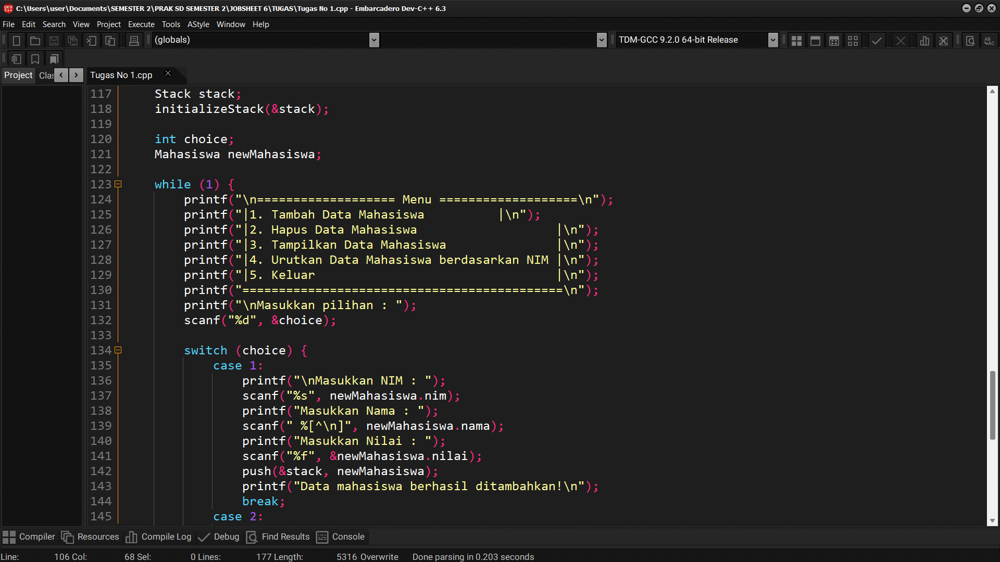 C:\Users\user\Documents\SEMESTER 2\PRAK SD SEMESTER 2\JOBSHEET 6\TUGAS\Tugas No 1.cpp - Embarcadero Dev-C++ 6.3
File Edit Search View Project Execute Tools AStyle Window Help
(globals) TDM-GCC 9.2.0 64-bit Release
Project Clas Tugas No 1.cpp
117     Stack stack;
118     initializeStack(&stack);
119
120     int choice;
121     Mahasiswa newMahasiswa;
122
123     while (1) {
124         printf("\n=================== Menu ===================\n");
125         printf("|1. Tambah Data Mahasiswa          |\n");
126         printf("|2. Hapus Data Mahasiswa                   |\n");
127         printf("|3. Tampilkan Data Mahasiswa               |\n");
128         printf("|4. Urutkan Data Mahasiswa berdasarkan NIM |\n");
129         printf("|5. Keluar                                 |\n");
130         printf("============================================\n");
131         printf("\nMasukkan pilihan : ");
132         scanf("%d", &choice);
133
134         switch (choice) {
135             case 1:
136                 printf("\nMasukkan NIM : ");
137                 scanf("%s", newMahasiswa.nim);
138                 printf("Masukkan Nama : ");
139                 scanf(" %[^\n]", newMahasiswa.nama);
140                 printf("Masukkan Nilai : ");
141                 scanf("%f", &newMahasiswa.nilai);
142                 push(&stack, newMahasiswa);
143                 printf("Data mahasiswa berhasil ditambahkan!\n");
144                 break;
145             case 2:
Compiler Resources Compile Log Debug Find Results Console
Line: 106 Col: 68 Sel: 0 Lines: 177 Length: 5316 Overwrite Done parsing in 0.203 seconds